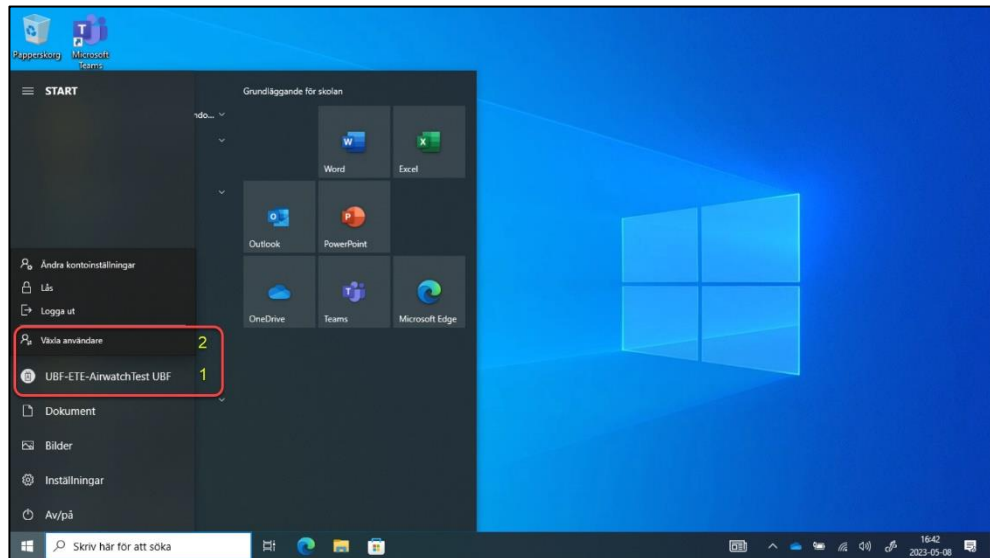 Papperskorg
Microsoft
Teams
START
Grundläggande för skolan
ndo...
Word
Excel
Outlook
PowerPoint
OneDrive
Teams
Microsoft Edge
Ändra kontoinställningar
Lås
Logga ut
Växla användare
2
UBF-ETE-AirwatchTest UBF
1
Dokument
Bilder
Inställningar
Av/på
Skriv här för att söka
16:42
2023-05-08